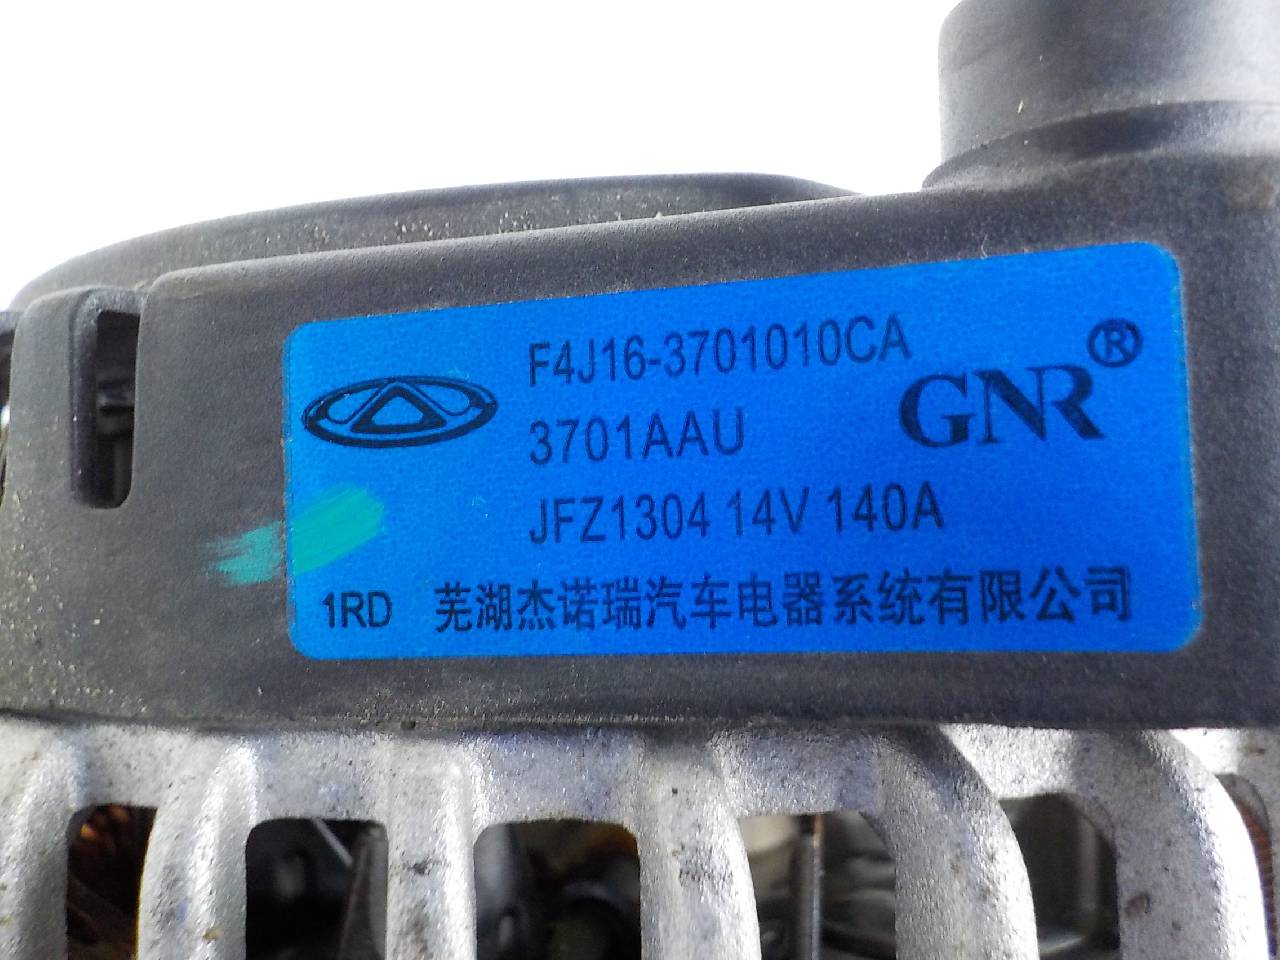 F4J16-3701010CA
GNR®
3701AAU
JFZ1304 14V 140A
1RD 芜湖杰诺瑞汽车电器系统有限公司